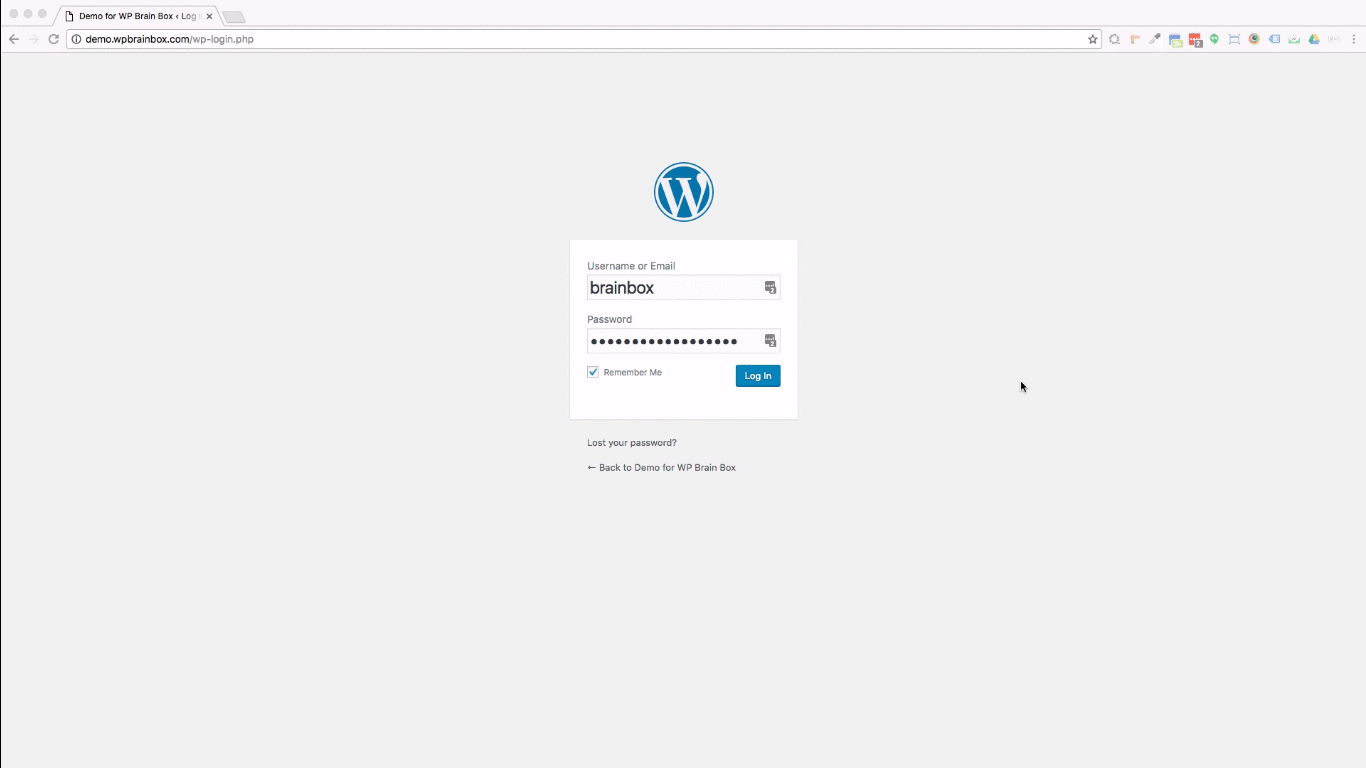 Demo for WP Brain Box ‹ Log
demo.wpbrainbox.com/wp-login.php
Username or Email
brainbox
Password
Remember Me
Log In
Lost your password?
← Back to Demo for WP Brain Box